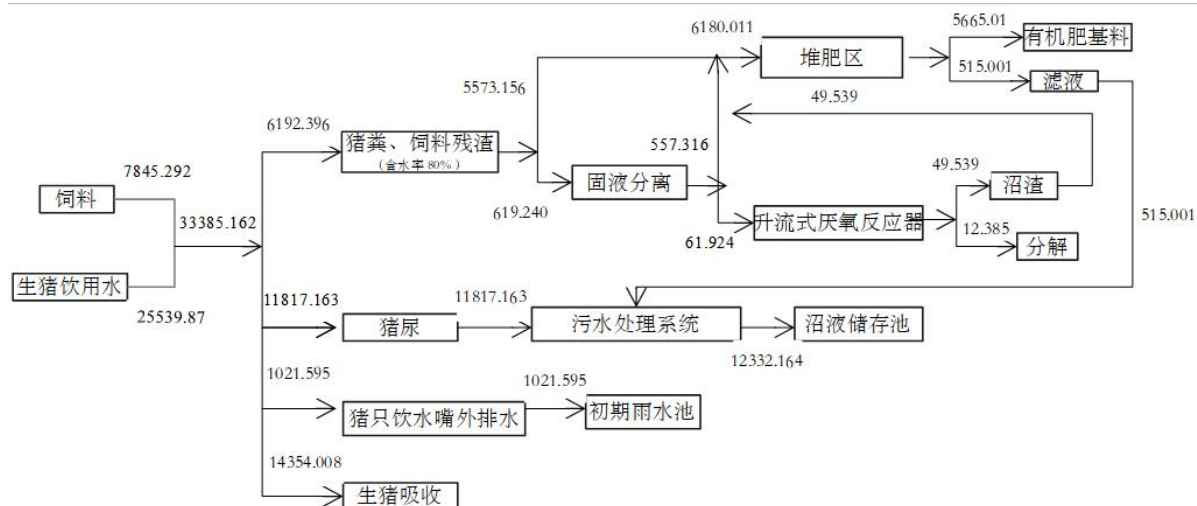 6180.011
堆肥区
5665.01
有机肥基料
515.001
滤液
5573.156
49.539
6192.396
猪粪、饲料残渣
(含水率80%)
557.316
7845.292
固液分离
49.539
沼渣
饲料
619.240
33385.162
61.924
升流式厌氧反应器
12.385
515.001
分解
生猪饮用水
25539.87
11817.163
猪尿
11817.163
污水处理系统
沼液储存池
12332.164
1021.595
猪只饮水嘴外排水
1021.595
初期雨水池
14354.008
生猪吸收